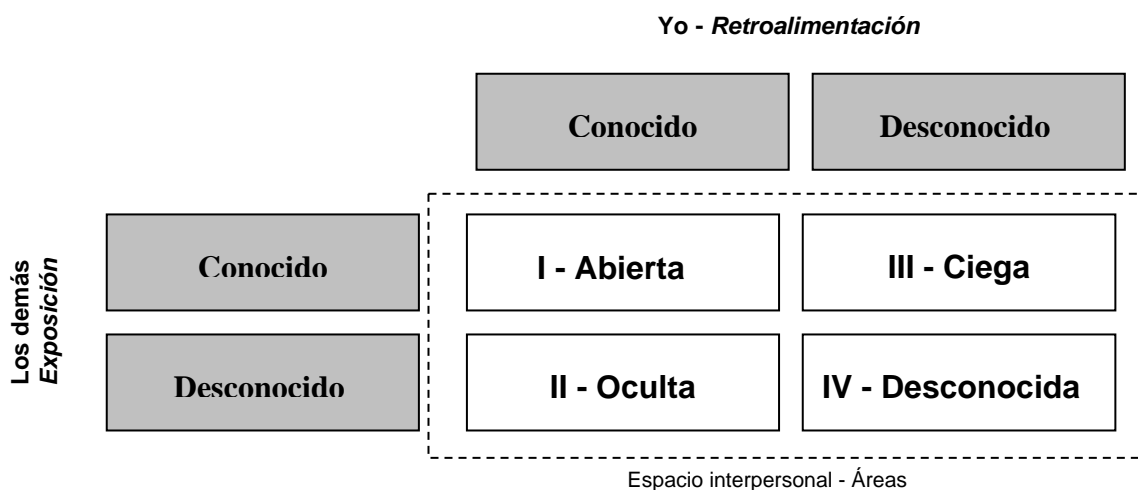 Yo - Retroalimentación
Conocido
Desconocido
Los demás
Exposición
Conocido
I - Abierta
III - Ciega
Desconocido
II - Oculta
IV - Desconocida
Espacio interpersonal - Áreas